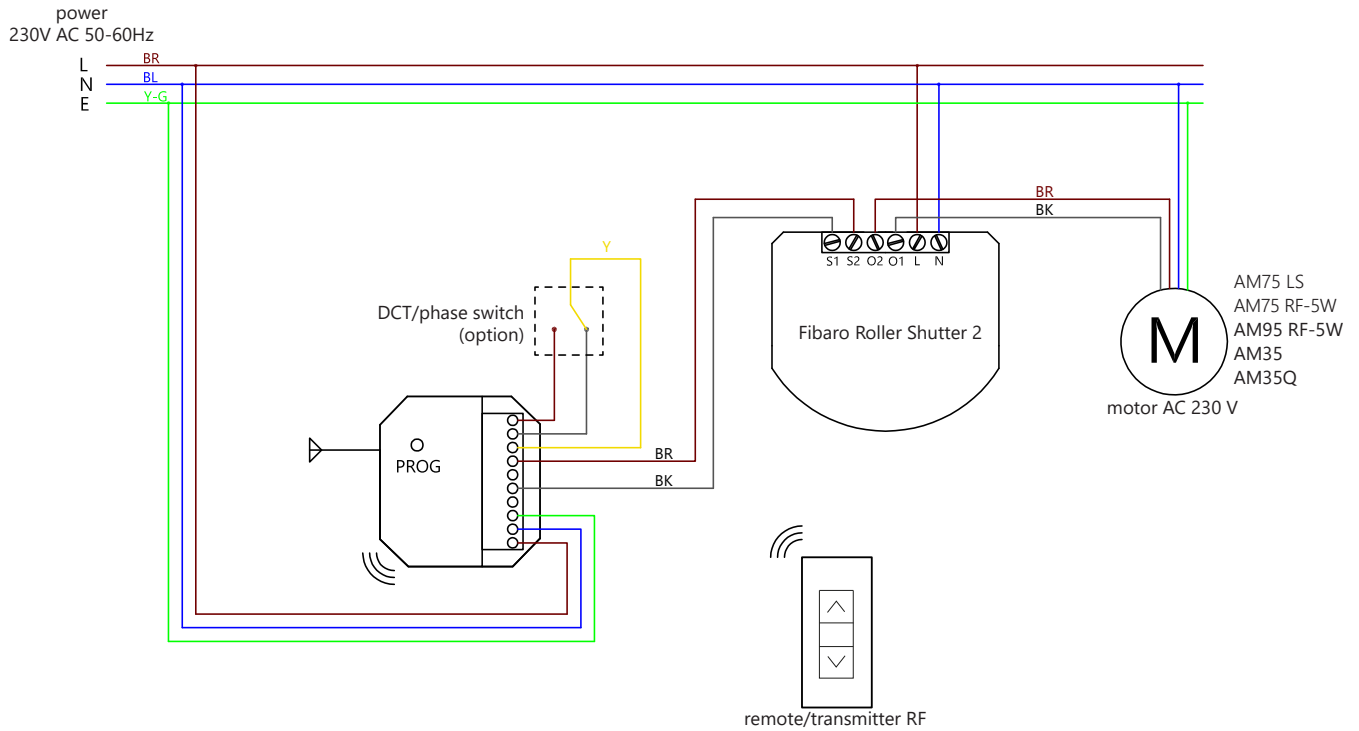 power
230V AC 50-60Hz
L
BR
N
BL
E
Y-G
BR
BK
Y
S1 S2 O2 O1 L N
DCT/phase switch
(option)
Fibaro Roller Shutter 2
M
AM75 LS
AM75 RF-5W
AM95 RF-5W
AM35
AM35Q
motor AC 230 V
PROG
BR
BK
remote/transmitter RF